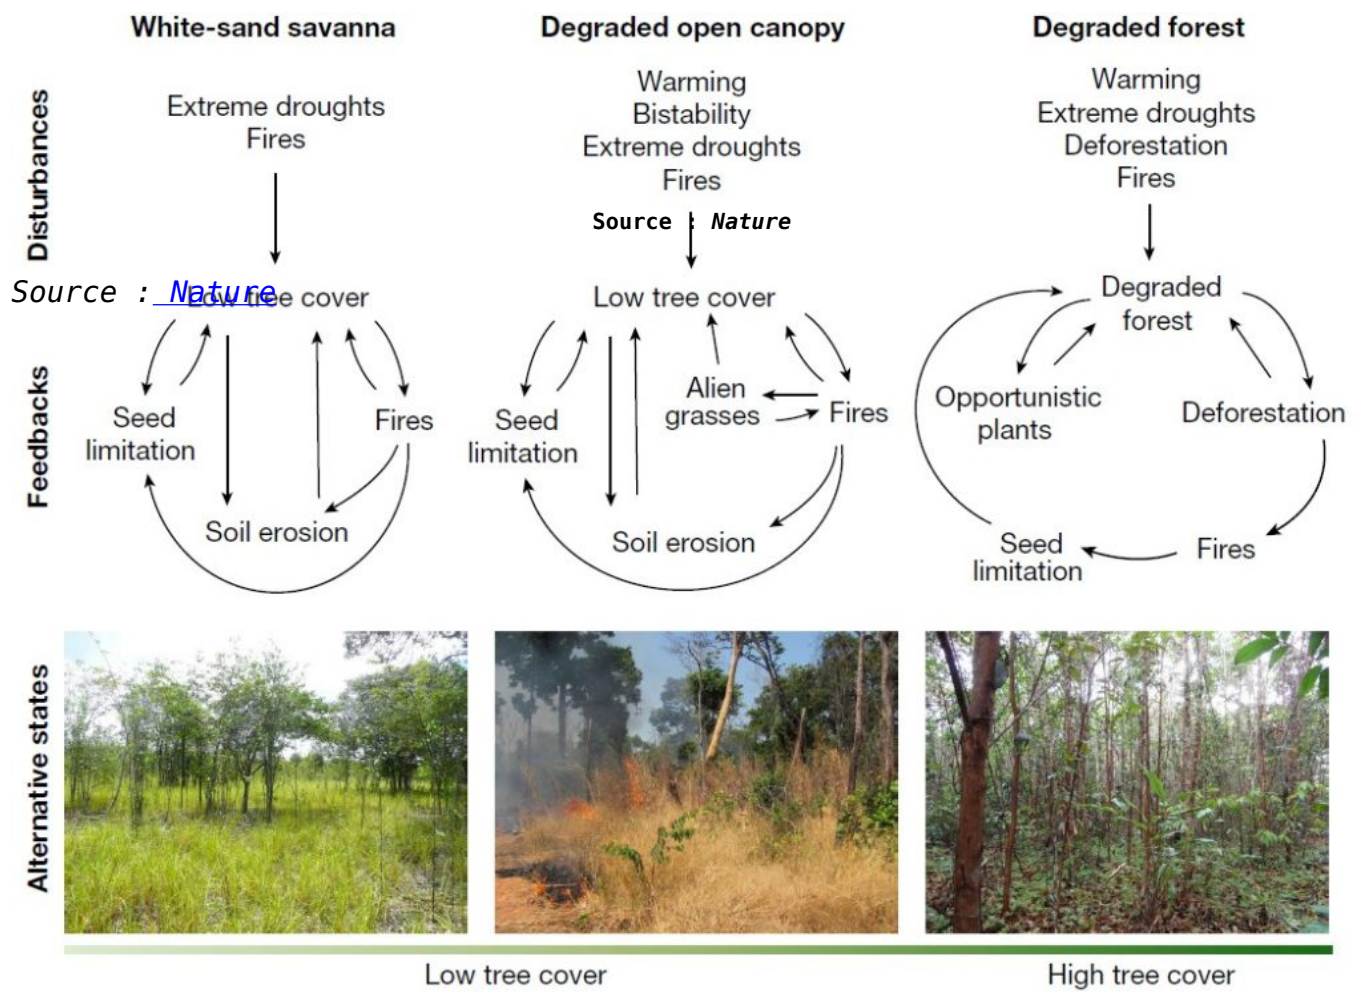 White-sand savanna
Degraded open canopy
Degraded forest
Disturbances
Extreme droughts
Fires
Warming
Bistability
Extreme droughts
Fires
Warming
Extreme droughts
Deforestation
Fires
Source : Nature
Source : Nature
Feedbacks
Low tree cover
Seed
limitation
Fires
Soil erosion
Low tree cover
Seed
limitation
Alien
grasses
Fires
Soil erosion
Degraded
forest
Opportunistic
plants
Deforestation
Seed
limitation
Fires
Alternative states
Low tree cover
High tree cover